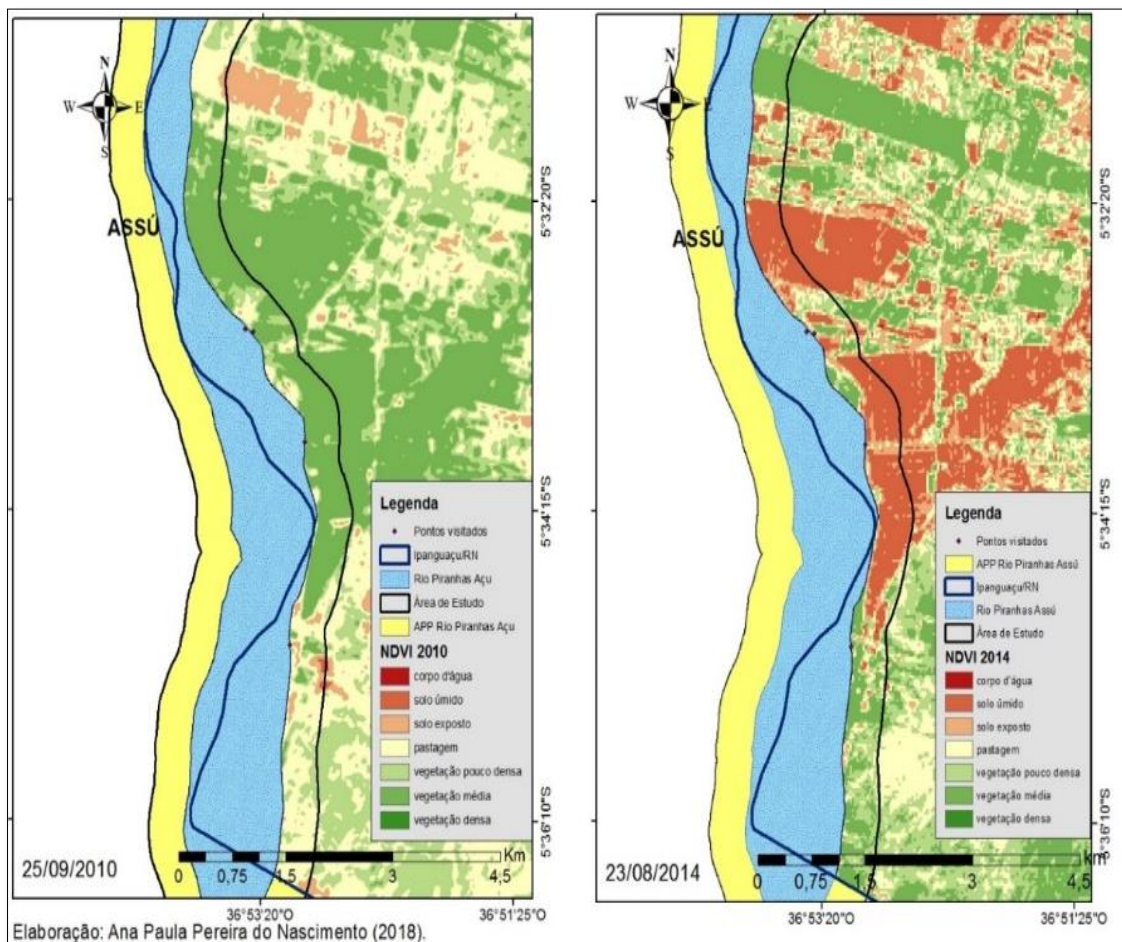 N
W
E
S
ASSÚ
5°32'20"S
5°34'15"S
5°36'10"S
Legenda
Pontos visitados
Ipanguaçu/RN
Rio Piranhas Açu
Área de Estudo
APP Rio Piranhas Açu
NDVI 2010
corpo d'água
solo úmido
solo exposto
pastagem
vegetação pouco densa
vegetação média
vegetação densa
25/09/2010
Km
0 0,75 1,5 3 4,5
36°53'20"O 36°51'25"O
Elaboração: Ana Paula Pereira do Nascimento (2018).
N
W
E
S
ASSÚ
5°32'20"S
5°34'15"S
5°36'10"S
Legenda
Pontos visitados
APP Rio Piranhas Assú
Ipanguaçu/RN
Rio Piranhas Assú
Área de Estudo
NDVI 2014
corpo d'água
solo úmido
solo exposto
pastagem
vegetação pouco densa
vegetação média
vegetação densa
23/08/2014
km
0 0,75 1,5 3 4,5
36°53'20"O 36°51'25"O